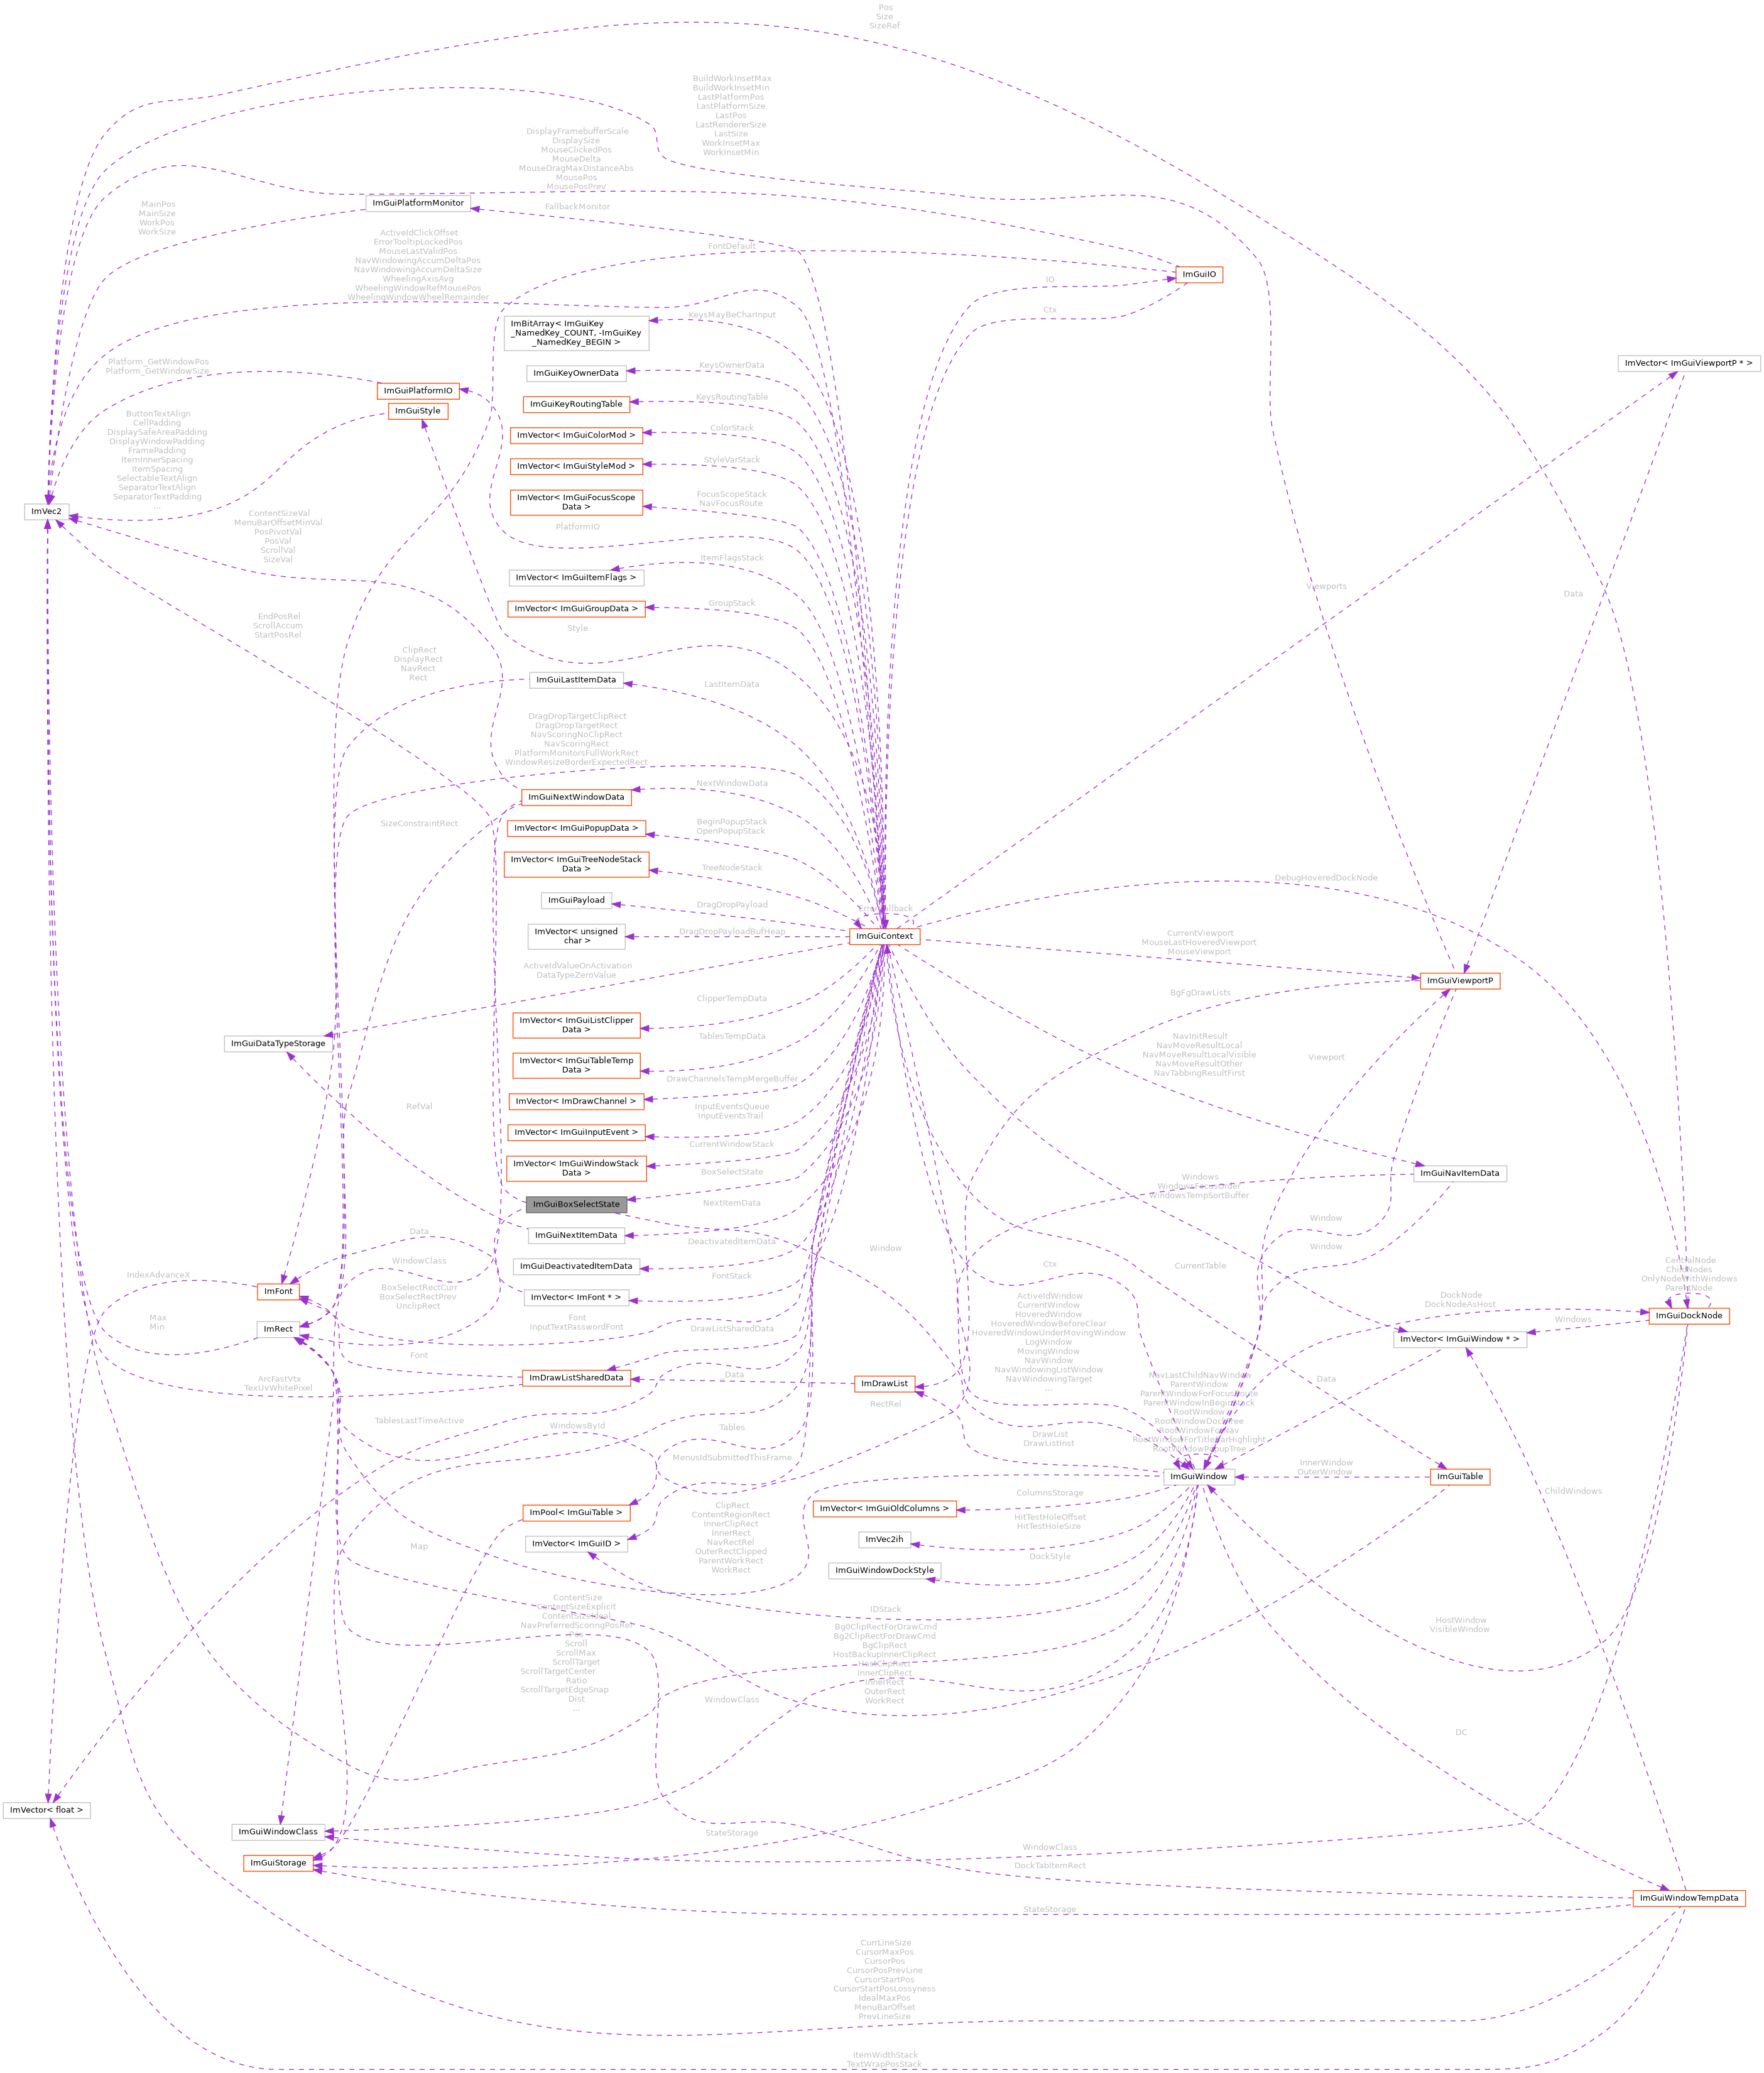 Pos
Size
SizeRef
BuildWorkInsetMax
BuildWorkInsetMin
LastPlatformPos
LastPlatformSize
LastPos
LastRendererSize
LastSize
WorkInsetMax
WorkInsetMin
DisplayFramebufferScale
DisplaySize
MouseClickedPos
MouseDelta
MouseDragMaxDistanceAbs
MousePos
MousePosPrev
ImGuiPlatformMonitor
FallbackMonitor
MainPos
MainSize
WorkPos
WorkSize
ActiveIdClickOffset
ErrorTooltipLockedPos
MouseLastValidPos
NavWindowingAccumDeltaPos
NavWindowingAccumDeltaSize
WheelingAxisAvg
WheelingWindowRefMousePos
WheelingWindowWheelRemainder
FontDefault
ImGuiIO
IO
Ctx
ImBitArray< ImGuiKey
_NamedKey_COUNT, -ImGuiKey
_NamedKey_BEGIN >
KeysMayBeCharInput
ImGuiKeyOwnerData
KeysOwnerData
ImVector< ImGuiViewportP * >
Platform_GetWindowPos
Platform_GetWindowSize
ImGuiPlatformIO
ImGuiStyle
ImGuiKeyRoutingTable
KeysRoutingTable
ButtonTextAlign
CellPadding
DisplaySafeAreaPadding
DisplayWindowPadding
FramePadding
ItemInnerSpacing
ItemSpacing
SelectableTextAlign
SeparatorTextAlign
SeparatorTextPadding
...
ImVector< ImGuiColorMod >
ColorStack
ImVector< ImGuiStyleMod >
StyleVarStack
ImVector< ImGuiFocusScope
Data >
FocusScopeStack
NavFocusRoute
ImVec2
PlatformIO
ContentSizeVal
MenuBarOffsetMinVal
PosPivotVal
PosVal
ScrollVal
SizeVal
ImVector< ImGuiItemFlags >
ItemFlagsStack
Viewports
Data
ImVector< ImGuiGroupData >
GroupStack
EndPosRel
ScrollAccum
StartPosRel
Style
ClipRect
DisplayRect
NavRect
Rect
ImGuiLastItemData
LastItemData
DragDropTargetClipRect
DragDropTargetRect
NavScoringNoClipRect
NavScoringRect
PlatformMonitorsFullWorkRect
WindowResizeBorderExpectedRect
ImGuiNextWindowData
NextWindowData
SizeConstraintRect
ImVector< ImGuiPopupData >
BeginPopupStack
OpenPopupStack
ImVector< ImGuiTreeNodeStack
Data >
TreeNodeStack
DebugHoveredDockNode
ImGuiPayload
DragDropPayload
ErrorCallback
ImVector< unsigned
char >
DragDropPayloadBufHeap
ImGuiContext
CurrentViewport
MouseLastHoveredViewport
MouseViewport
ActiveIdValueOnActivation
DataTypeZeroValue
ImGuiViewportP
ClipperTempData
BgFgDrawLists
ImVector< ImGuiListClipper
Data >
ImGuiDataTypeStorage
TablesTempData
NavInitResult
NavMoveResultLocal
NavMoveResultLocalVisible
NavMoveResultOther
NavTabbingResultFirst
Viewport
ImVector< ImGuiTableTemp
Data >
DrawChannelsTempMergeBuffer
ImVector< ImDrawChannel >
RefVal
InputEventsQueue
InputEventsTrail
ImVector< ImGuiInputEvent >
CurrentWindowStack
ImVector< ImGuiWindowStack
Data >
BoxSelectState
ImGuiNavItemData
Windows
WindowsFocusOrder
WindowsTempSortBuffer
ImGuiBoxSelectState
NextItemData
Window
ImGuiNextItemData
Data
DeactivatedItemData
Window
Window
WindowClass
ImGuiDeactivatedItemData
Ctx
CurrentTable
CentralNode
ChildNodes
OnlyNodeWithWindows
ParentNode
IndexAdvanceX
ImFont
BoxSelectRectCurr
BoxSelectRectPrev
UnclipRect
ImVector< ImFont * >
FontStack
ActiveIdWindow
CurrentWindow
HoveredWindow
HoveredWindowBeforeClear
HoveredWindowUnderMovingWindow
LogWindow
MovingWindow
NavWindow
NavWindowingListWindow
NavWindowingTarget
...
DockNode
DockNodeAsHost
ImGuiDockNode
Max
Min
ImRect
Font
InputTextPasswordFont
DrawListSharedData
ImVector< ImGuiWindow * >
Windows
Font
ArcFastVtx
TexUvWhitePixel
ImDrawListSharedData
Data
ImDrawList
RectRel
NavLastChildNavWindow
ParentWindow
ParentWindowForFocusRoute
ParentWindowInBeginStack
RootWindow
RootWindowDockTree
RootWindowForNav
RootWindowForTitleBarHighlight
RootWindowPopupTree
Data
TablesLastTimeActive
WindowsById
Tables
DrawList
DrawListInst
MenusIdSubmittedThisFrame
ImGuiWindow
InnerWindow
OuterWindow
ImGuiTable
ChildWindows
ColumnsStorage
ImPool< ImGuiTable >
ImVector< ImGuiOldColumns >
ClipRect
ContentRegionRect
InnerClipRect
InnerRect
NavRectRel
OuterRectClipped
ParentWorkRect
WorkRect
HitTestHoleOffset
HitTestHoleSize
Map
ImVector< ImGuiID >
ImVec2ih
DockStyle
ImGuiWindowDockStyle
ContentSize
ContentSizeExplicit
ContentSizeIdeal
NavPreferredScoringPosRel
Pos
Scroll
ScrollMax
ScrollTarget
ScrollTargetCenter
Ratio
ScrollTargetEdgeSnap
Dist
...
IDStack
Bg0ClipRectForDrawCmd
Bg2ClipRectForDrawCmd
BgClipRect
HostBackupInnerClipRect
HostClipRect
InnerClipRect
InnerRect
OuterRect
WorkRect
HostWindow
VisibleWindow
WindowClass
DC
ImVector< float >
ImGuiWindowClass
StateStorage
WindowClass
ImGuiStorage
DockTabItemRect
ImGuiWindowTempData
StateStorage
CurrLineSize
CursorMaxPos
CursorPos
CursorPosPrevLine
CursorStartPos
CursorStartPosLossyness
IdealMaxPos
MenuBarOffset
PrevLineSize
ItemWidthStack
TextWrapPosStack